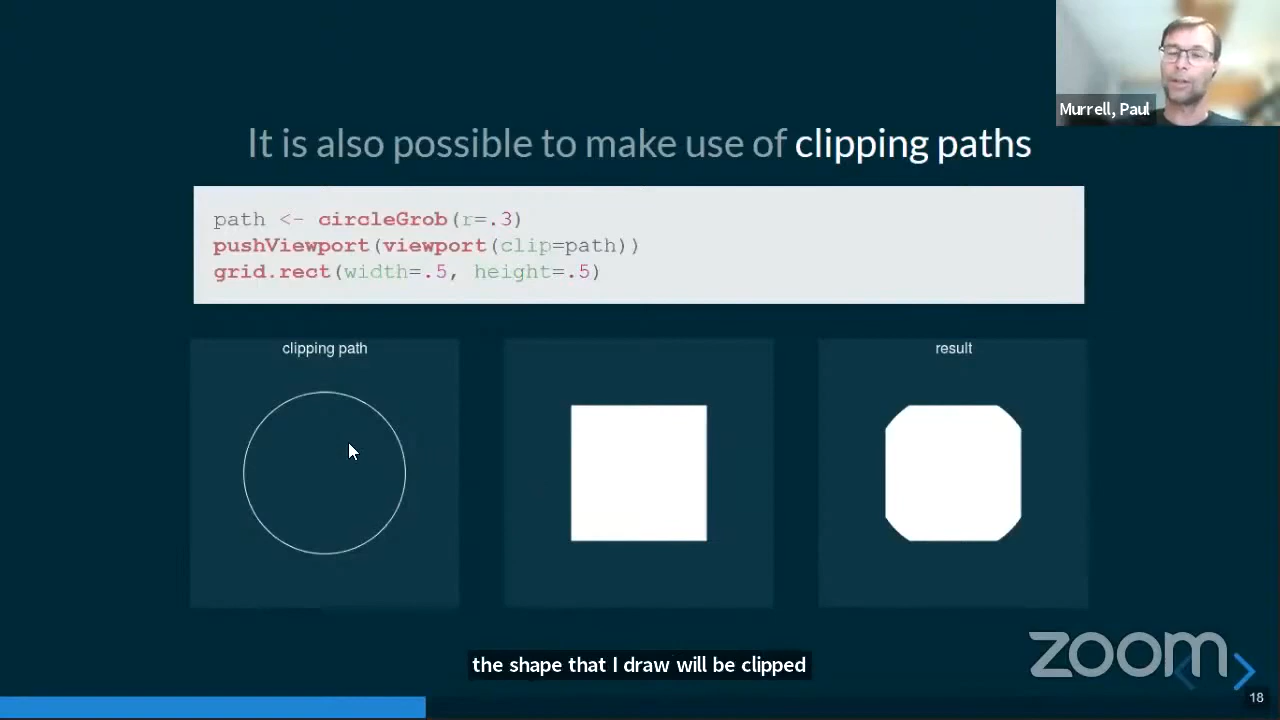 Murrell, Paul
It is also possible to make use of clipping paths
path <- circleGrob(r=.3)
pushViewport(viewport(clip=path))
grid.rect(width=.5, height=.5)
clipping path
result
the shape that I draw will be clipped
zoom
18